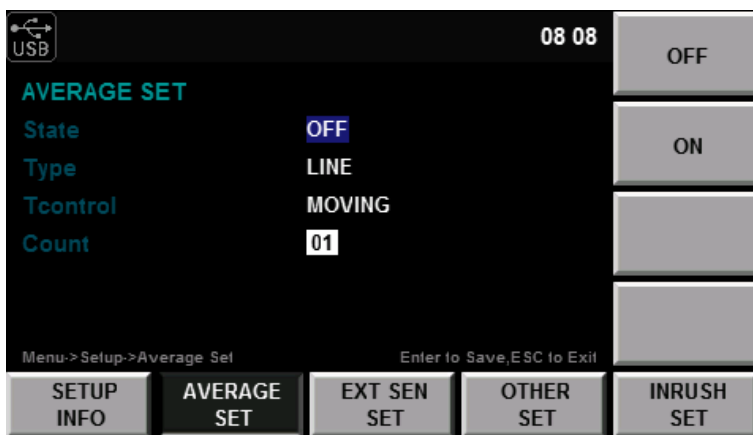 USB
08 08
OFF
AVERAGE SET
State OFF
ON
Type LINE
Tcontrol MOVING
Count 01
Menu->Setup->Average Set Enter to Save,ESC to Exit
SETUP INFO
AVERAGE SET
EXT SEN SET
OTHER SET
INRUSH SET